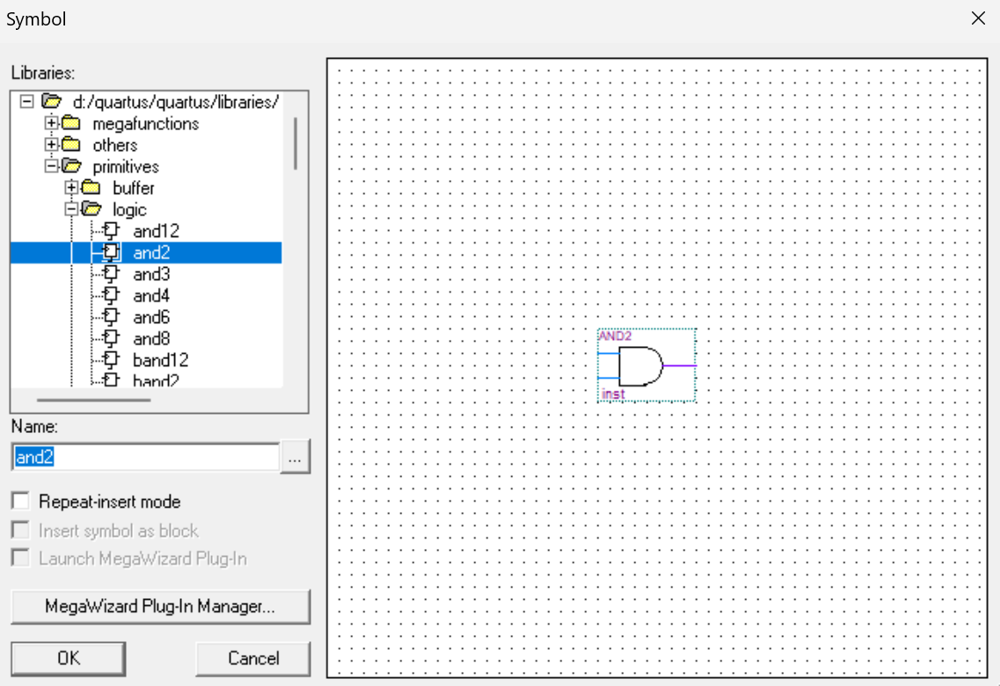 Symbol
Libraries:
d:/quartus/quartus/libraries/
megafunctions
others
primitives
buffer
logic
and12
and2
and3
and4
and6
and8
band12
band2
Name:
and2
...
Repeat-insert mode
Insert symbol as block
Launch MegaWizard Plug-In
MegaWizard Plug-In Manager...
OK
Cancel
AND2
inst